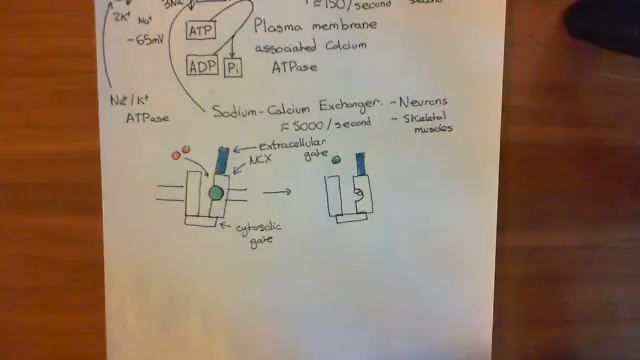 ≈150/second
2K⁺ Na⁺
3Na
-65mV
ATP
ADP
Pi
Plasma membrane
associated Calcium
ATPase
Na⁺/K⁺
ATPase
Sodium-Calcium Exchanger - Neurons
≈5000/second - Skeletal
muscles
extracellular
gate
NCX
cytosolic
gate